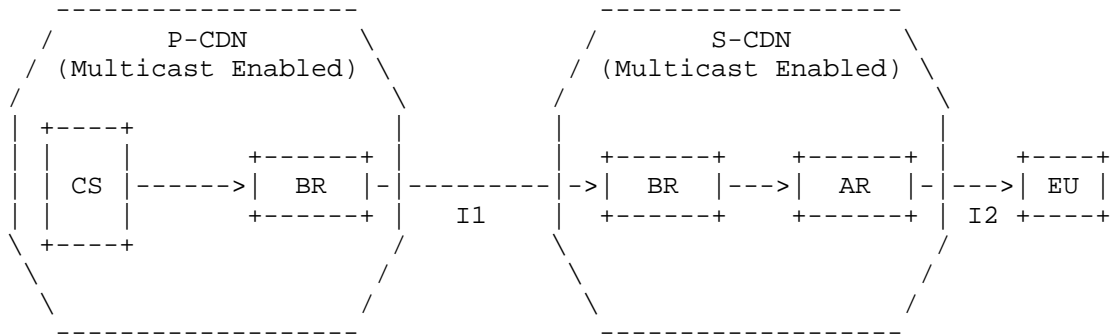 P-CDN S-CDN
(Multicast Enabled) (Multicast Enabled)
CS BR BR AR EU
I1 I2